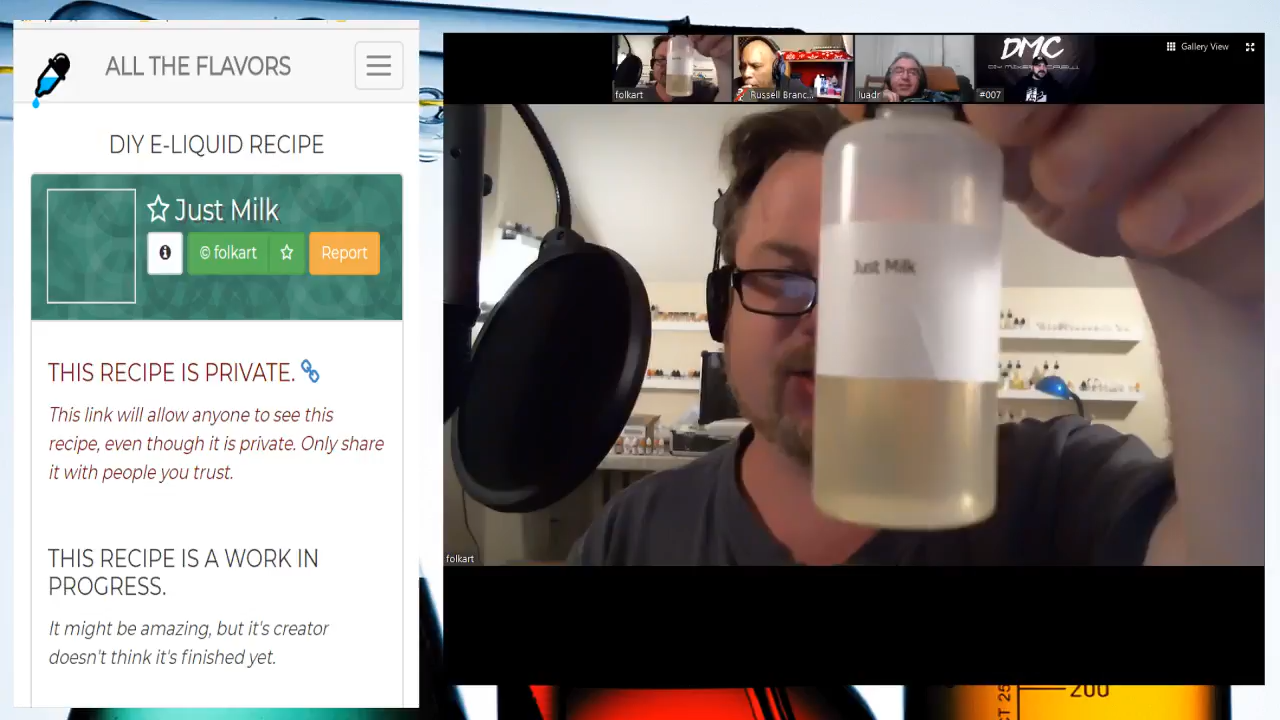 ALL THE FLAVORS
DIY E-LIQUID RECIPE
Just Milk
© folkart
Report
THIS RECIPE IS PRIVATE.
This link will allow anyone to see this
recipe, even though it is private. Only share
it with people you trust.
THIS RECIPE IS A WORK IN
PROGRESS.
It might be amazing, but it's creator
doesn't think it's finished yet.
folkart
Russell Branc...
luadr
DMC
#007
Gallery View
Just Milk
folkart
CT 25
200